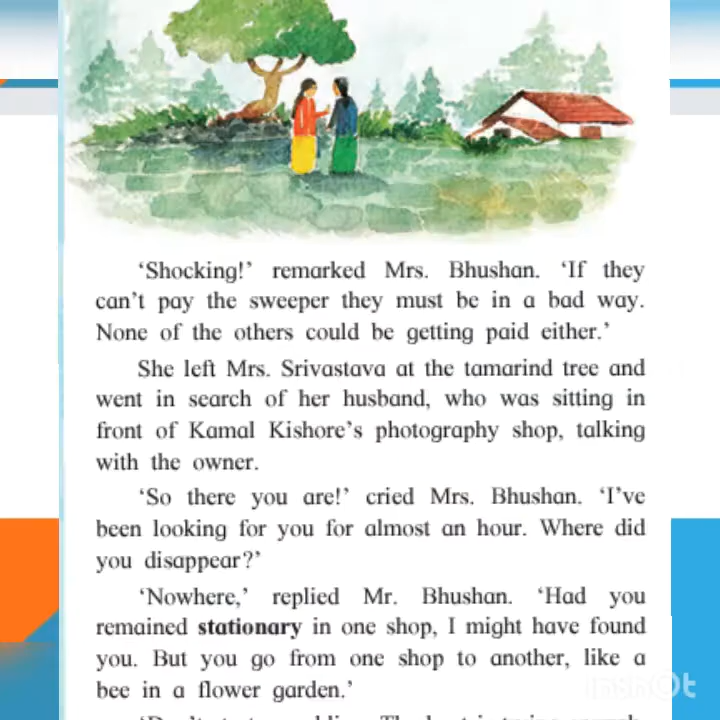 ‘Shocking!’ remarked Mrs. Bhushan. ‘If they
can’t pay the sweeper they must be in a bad way.
None of the others could be getting paid either.’
She left Mrs. Srivastava at the tamarind tree and
went in search of her husband, who was sitting in
front of Kamal Kishore’s photography shop, talking
with the owner.
‘So there you are!’ cried Mrs. Bhushan. ‘I’ve
been looking for you for almost an hour. Where did
you disappear?’
‘Nowhere,’ replied Mr. Bhushan. ‘Had you
remained stationary in one shop, I might have found
you. But you go from one shop to another, like a
bee in a flower garden.’